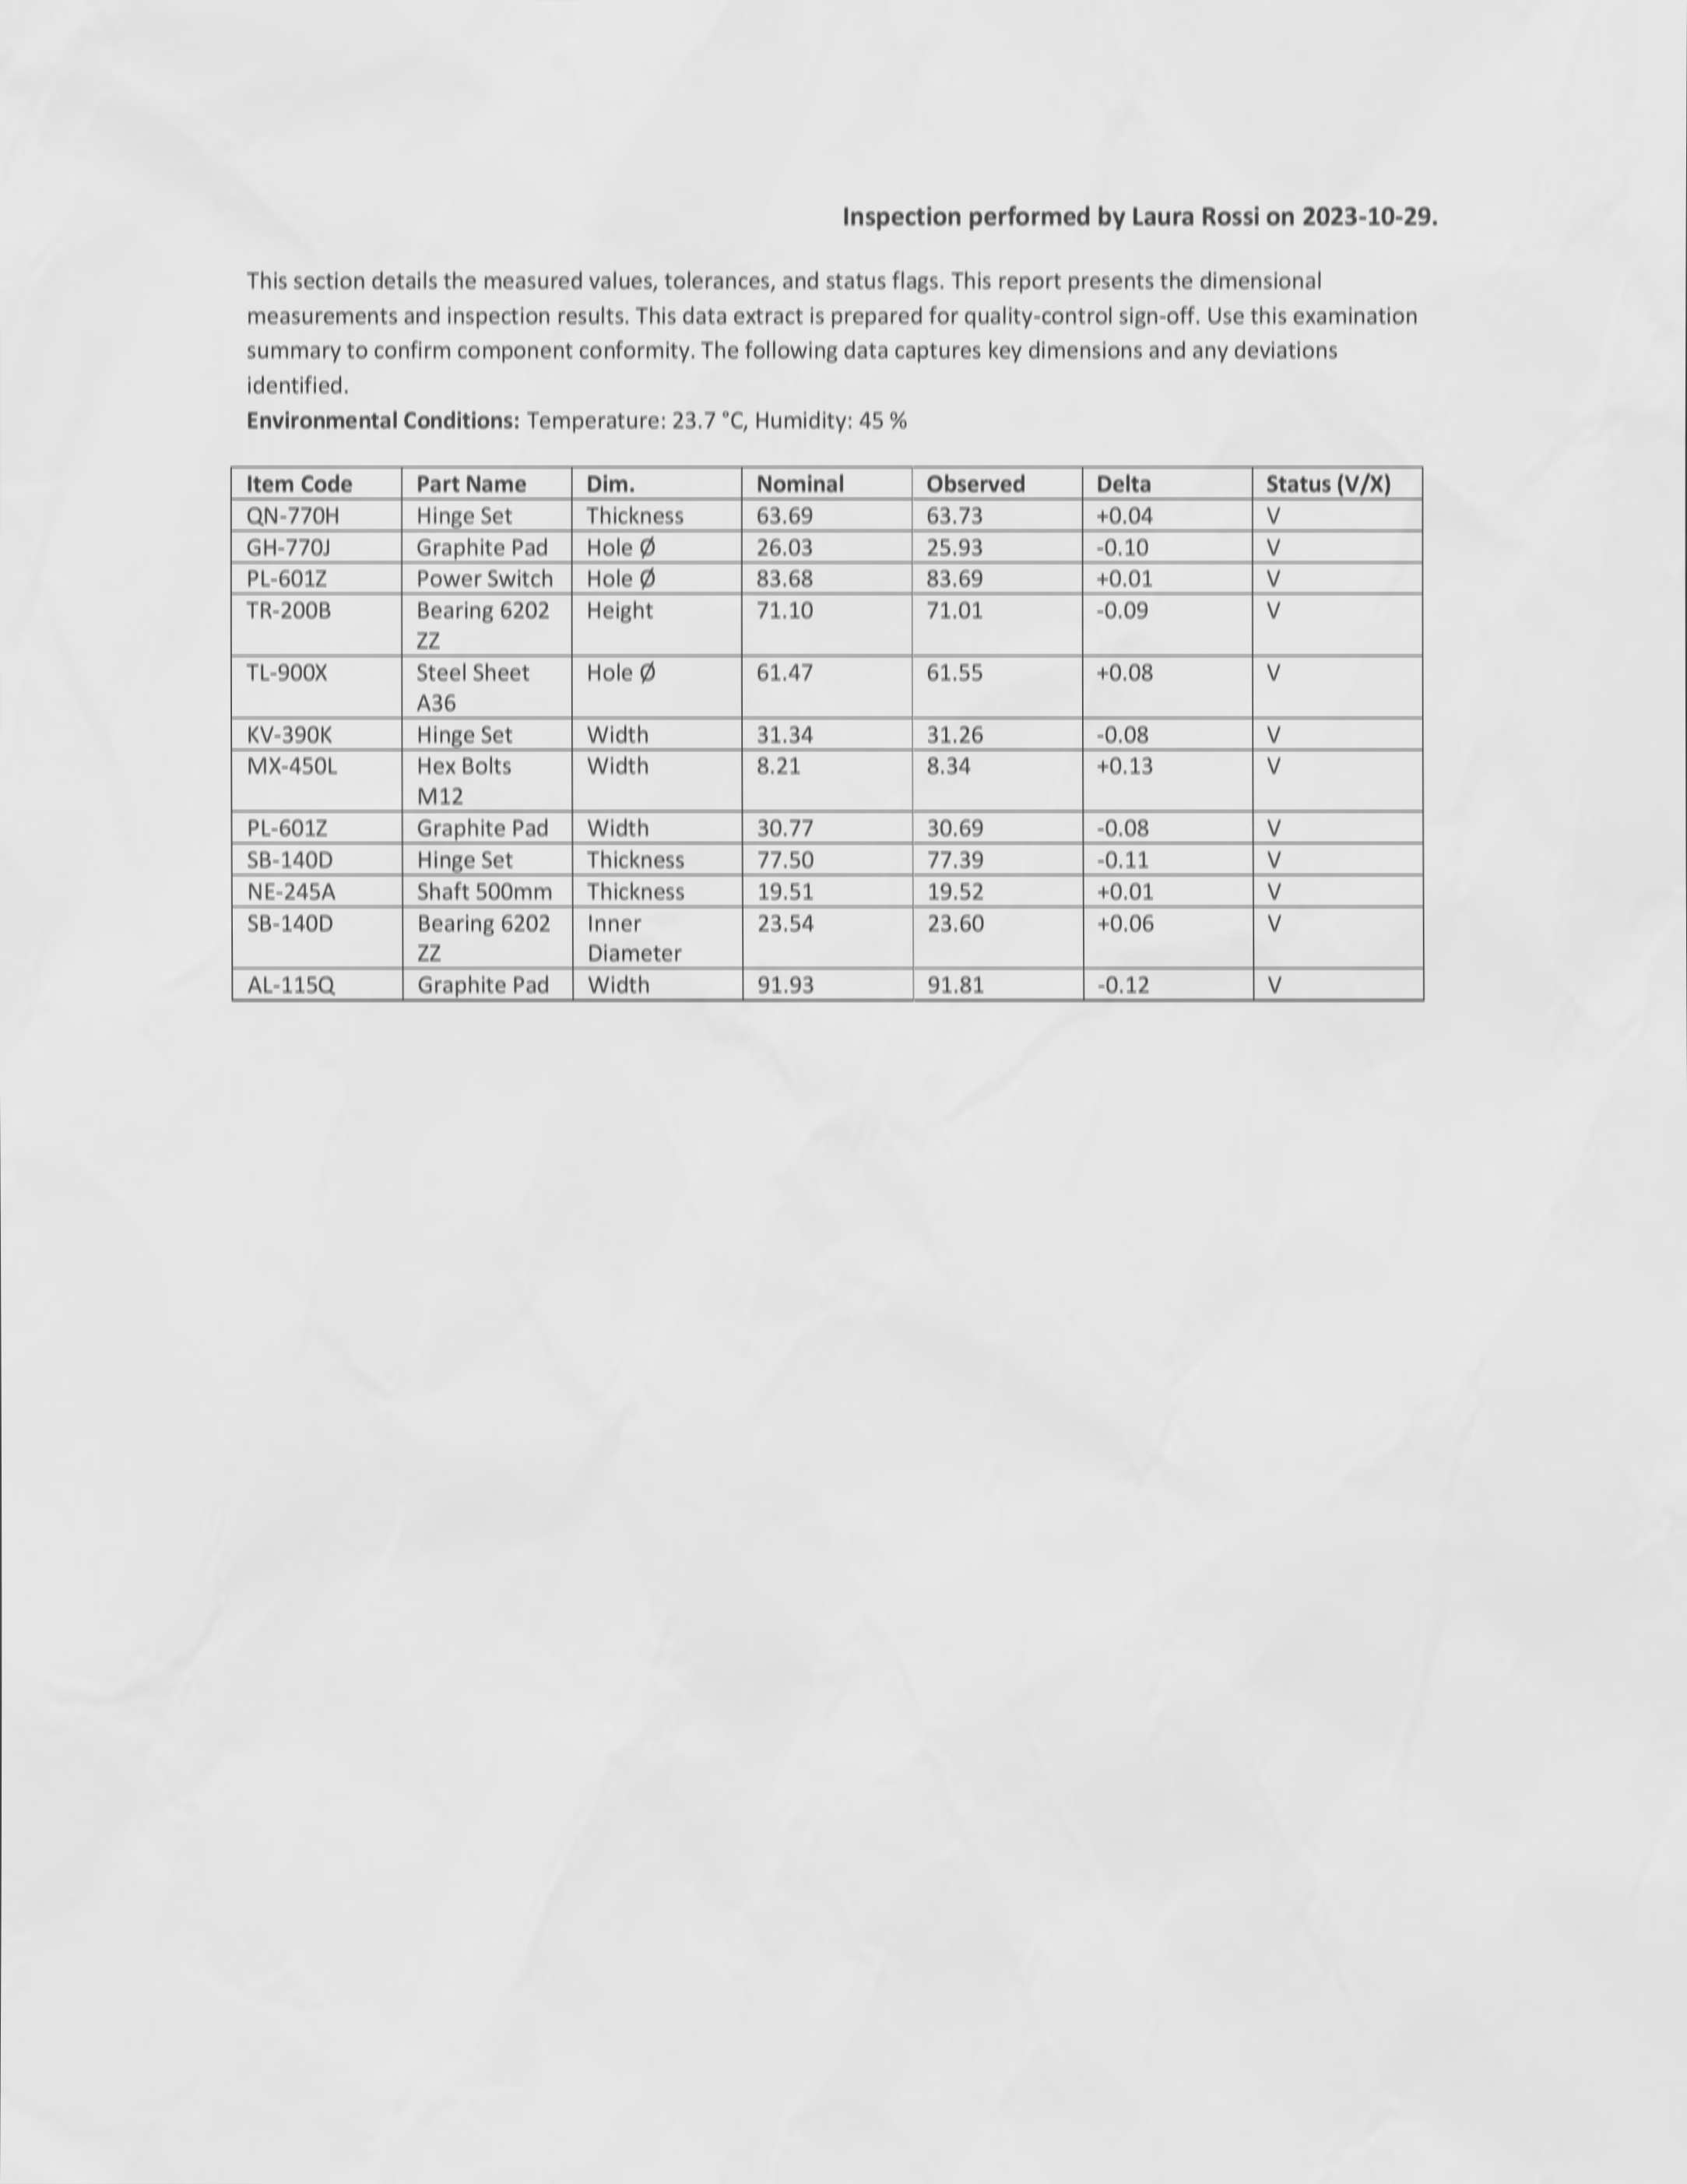 Inspection performed by Laura Rossi on 2023-10-29.
This section details the measured values, tolerances, and status flags. This report presents the dimensional
measurements and inspection results. This data extract is prepared for quality-control sign-off. Use this examination
summary to confirm component conformity. The following data captures key dimensions and any deviations
identified.
Environmental Conditions: Temperature: 23.7 °C, Humidity: 45 %
Item Code Part Name Dim. Nominal Observed Delta Status (V/X)
QN-770H Hinge Set Thickness 63.69 63.73 +0.04 V
GH-770J Graphite Pad Hole Ø 26.03 25.93 -0.10 V
PL-601Z Power Switch Hole Ø 83.68 83.69 +0.01 V
TR-200B Bearing 6202 Height 71.10 71.01 -0.09 V
ZZ
TL-900X Steel Sheet Hole Ø 61.47 61.55 +0.08 V
A36
KV-390K Hinge Set Width 31.34 31.26 -0.08 V
MX-450L Hex Bolts Width 8.21 8.34 +0.13 V
M12
PL-601Z Graphite Pad Width 30.77 30.69 -0.08 V
SB-140D Hinge Set Thickness 77.50 77.39 -0.11 V
NE-245A Shaft 500mm Thickness 19.51 19.52 +0.01 V
SB-140D Bearing 6202 Inner 23.54 23.60 +0.06 V
ZZ Diameter
AL-115Q Graphite Pad Width 91.93 91.81 -0.12 V